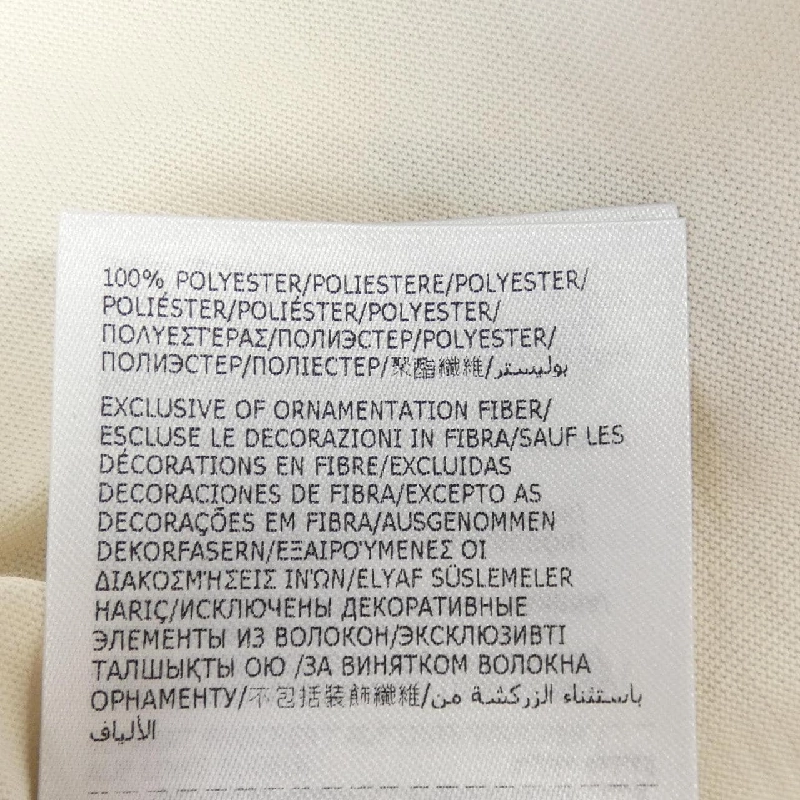 100% POLYESTER/POLIESTERE/POLYESTER/
POLIÉSTER/POLIÉSTER/POLYESTER/
ΠΟΛΥΕΣΤΈΡΑΣ/ПОЛИЭСТЕР/POLYESTER/
ПОЛИЭСТЕР/ПОЛІЕСТЕР/聚酯纖維/بوليستر
EXCLUSIVE OF ORNAMENTATION FIBER/
ESCLUSE LE DECORAZIONI IN FIBRA/SAUF LES
DÉCORATIONS EN FIBRE/EXCLUIDAS
DECORACIONES DE FIBRA/EXCEPTO AS
DECORAÇÕES EM FIBRA/AUSGENOMMEN
DEKORFASERN/ΕΞΑΙΡΟΎΜΕΝΕΣ ΟΙ
ΔΙΑΚΟΣΜΉΣΕΙΣ ΙΝΏΝ/ELYAF SÜSLEMELER
HARIÇ/ИСКЛЮЧЕНЫ ДЕКОРАТИВНЫЕ
ЭЛЕМЕНТЫ ИЗ ВОЛОКОН/ЭКСКЛЮЗИВТІ
ТАЛШЫҚТЫ ОЮ /ЗА ВИНЯТКОМ ВОЛОКНА
ОРНАМЕНТУ/不包括装飾纖維/باستثناء الزركشة من
الألياف